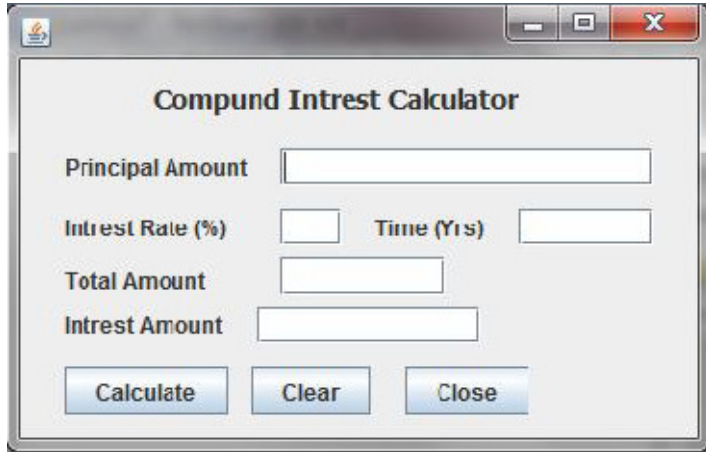 Compund Intrest Calculator
Principal Amount
Intrest Rate (%) Time (Yrs)
Total Amount
Intrest Amount
Calculate Clear Close